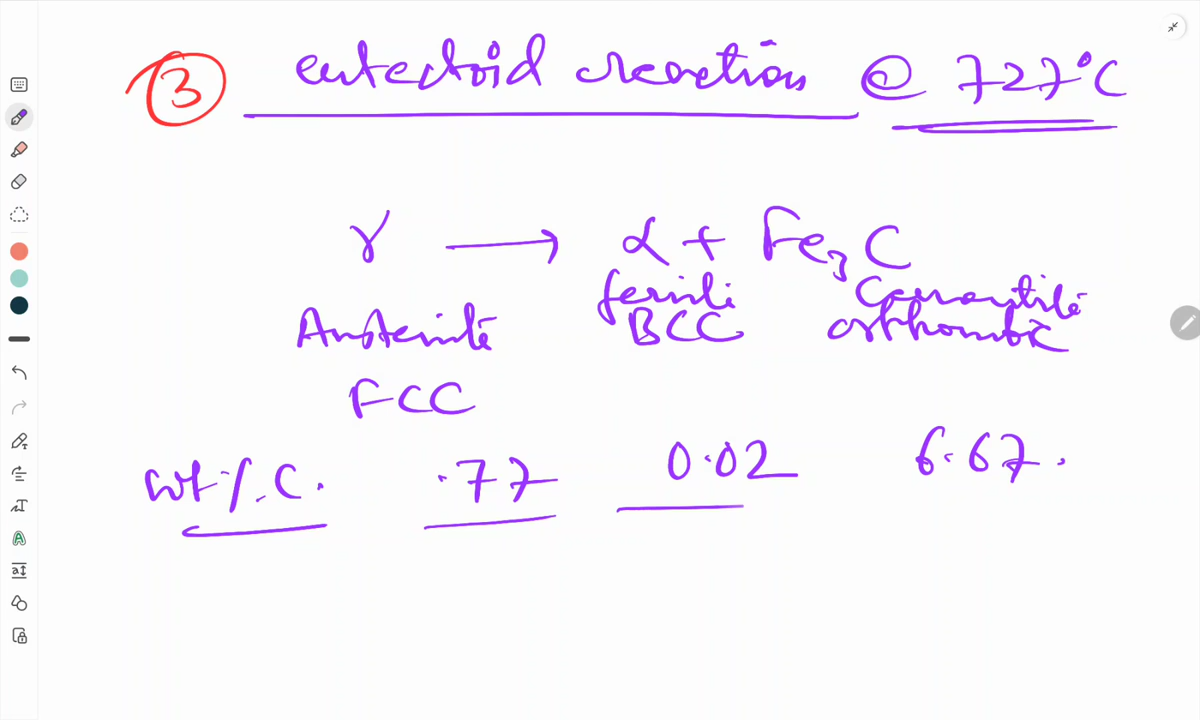 ③ eutectoid reaction @ 727°C
γ → α + Fe₃C
Austenite ferrite Cementite
FCC BCC orthombic
wt%.C. .77 0.02 6.67.